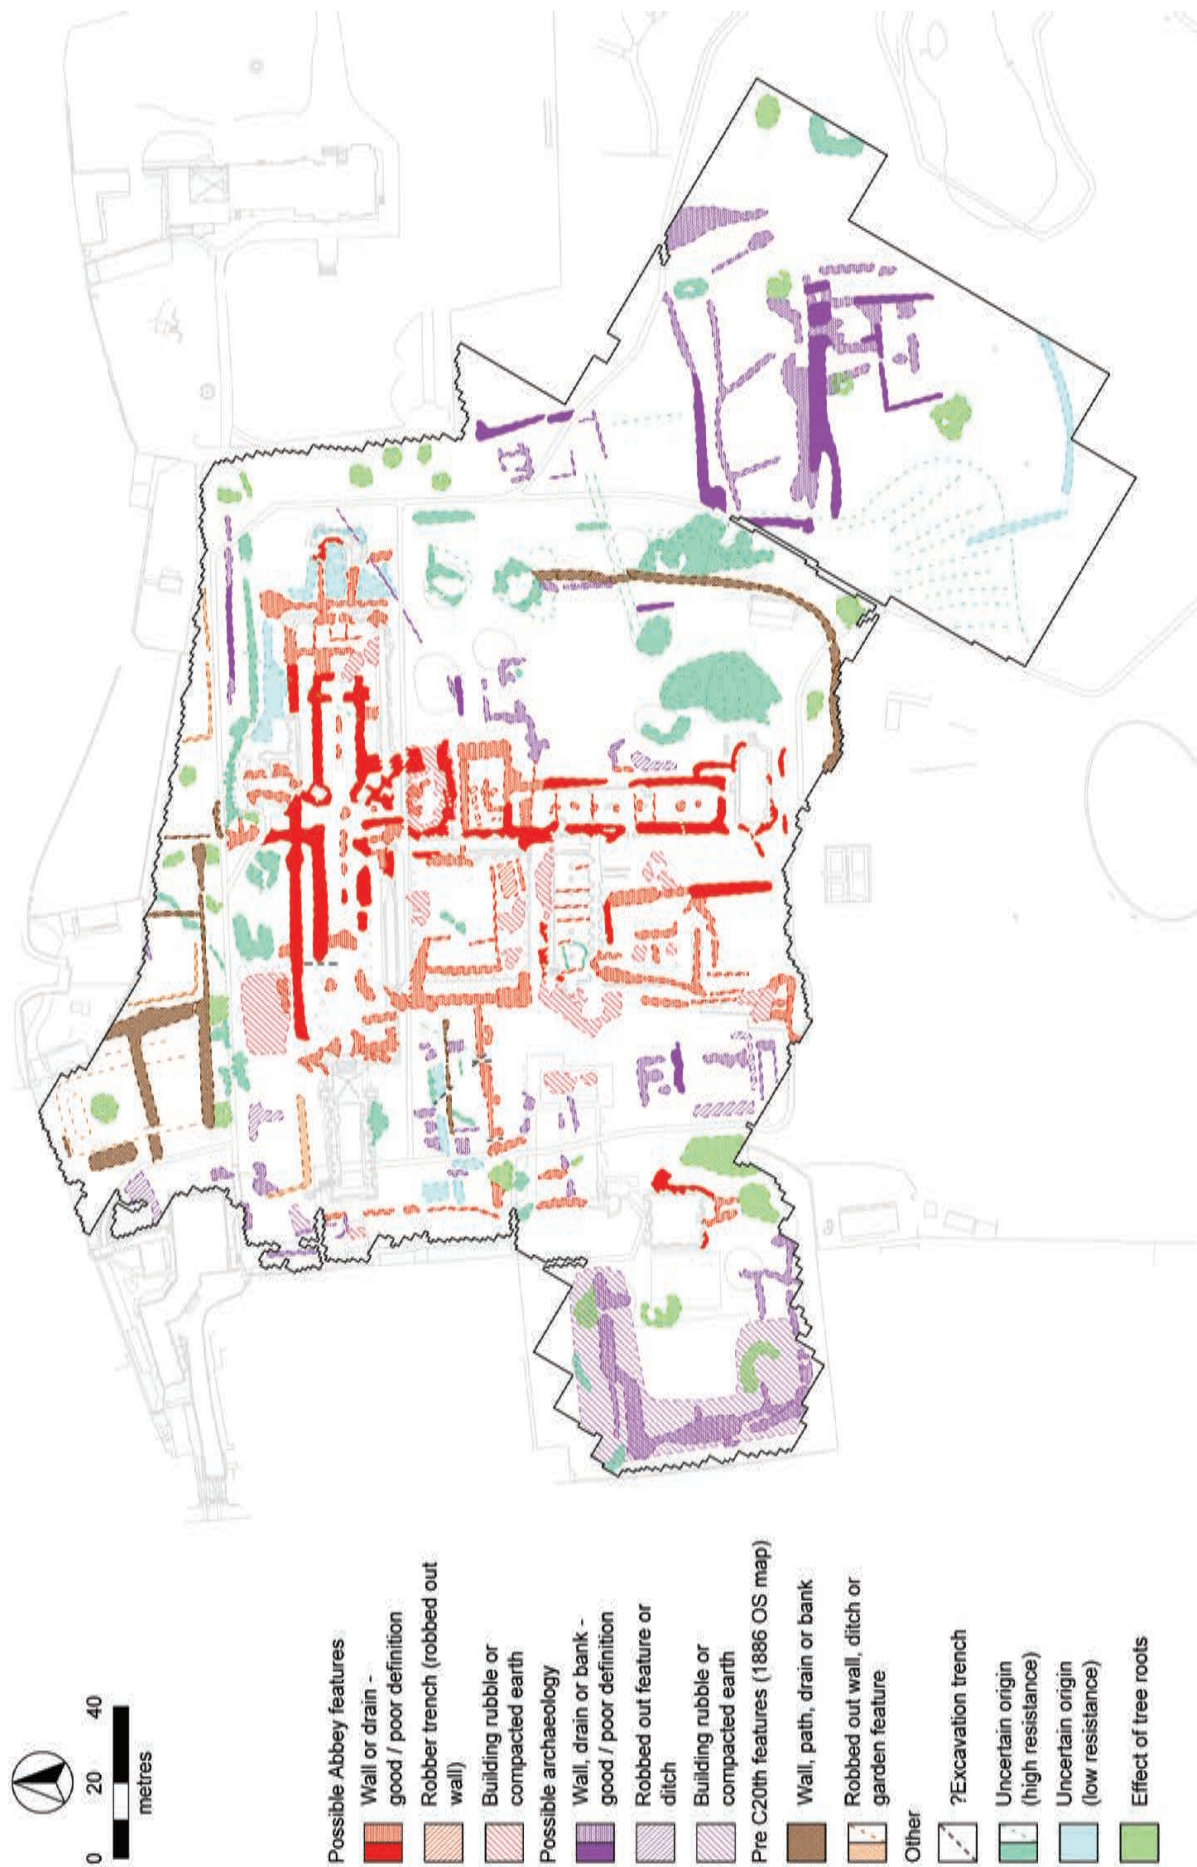 0 20 40
metres
Possible Abbey features
Wall or drain -
good / poor definition
Robber trench (robbed out
wall)
Building rubble or
compacted earth
Possible archaeology
Wall, drain or bank -
good / poor definition
Robbed out feature or
ditch
Building rubble or
compacted earth
Pre C20th features (1886 OS map)
Wall, path, drain or bank
Robbed out wall, ditch or
garden feature
Other
?Excavation trench
Uncertain origin
(high resistance)
Uncertain origin
(low resistance)
Effect of tree roots